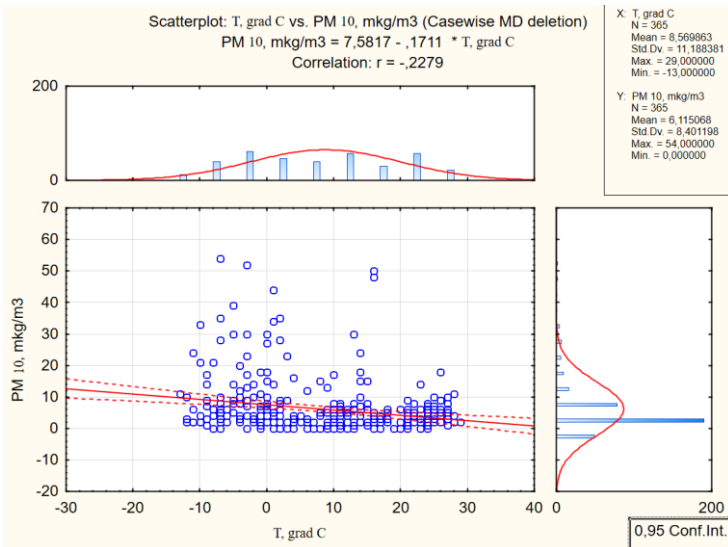 Scatterplot: T, grad C vs. PM 10, mkg/m3 (Casewise MD deletion)
PM 10, mkg/m3 = 7,5817 - ,1711 * T, grad C
Correlation: r = -,2279
X: T, grad C
N = 365
Mean = 8,569863
Std.Dv. = 11,188381
Max. = 29,000000
Min. = -13,000000
Y: PM 10, mkg/m3
N = 365
Mean = 6,115068
Std.Dv. = 8,401198
Max. = 54,000000
Min. = 0,000000
200
0
-20 0 20 40
70
60
50
40
30
20
10
0
-10
-20
PM 10, mkg/m3
-30 -20 -10 0 10 20 30 40
T, grad C
0 200
0,95 Conf.Int.